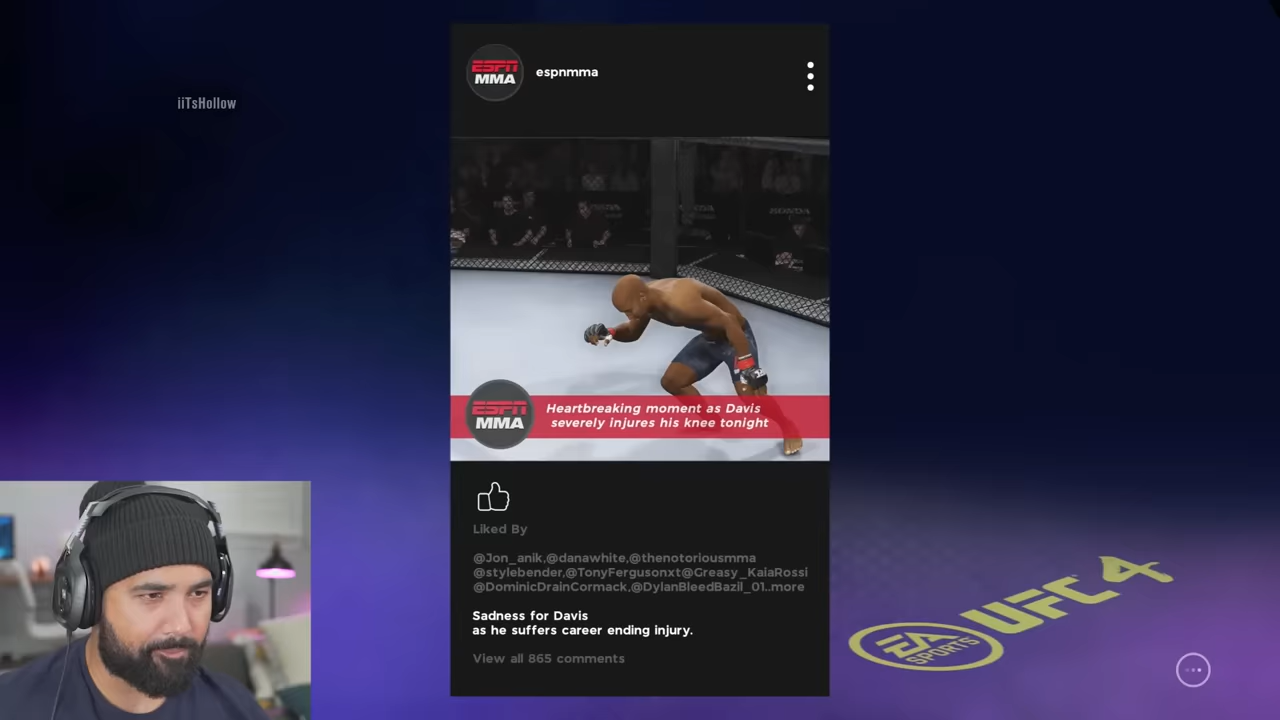 ESPN
MMA
espnmma
iiTsHollow
ESPN
MMA
Heartbreaking moment as Davis
severely injures his knee tonight
Liked By
@Jon_anik,@danawhite,@thenotoriousmma
@stylebender,@TonyFergusonxt@Greasy_KaiaRossi
@DominicDrainCormack,@DylanBleedBazil_01..more
Sadness for Davis
as he suffers career ending injury.
View all 865 comments
EA
SPORTS
UFC 4